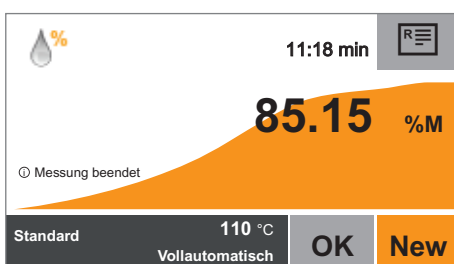 %
11:18 min
R
85.15 %M
ⓘ Messung beendet
Standard
110 °C
Vollautomatisch
OK
New